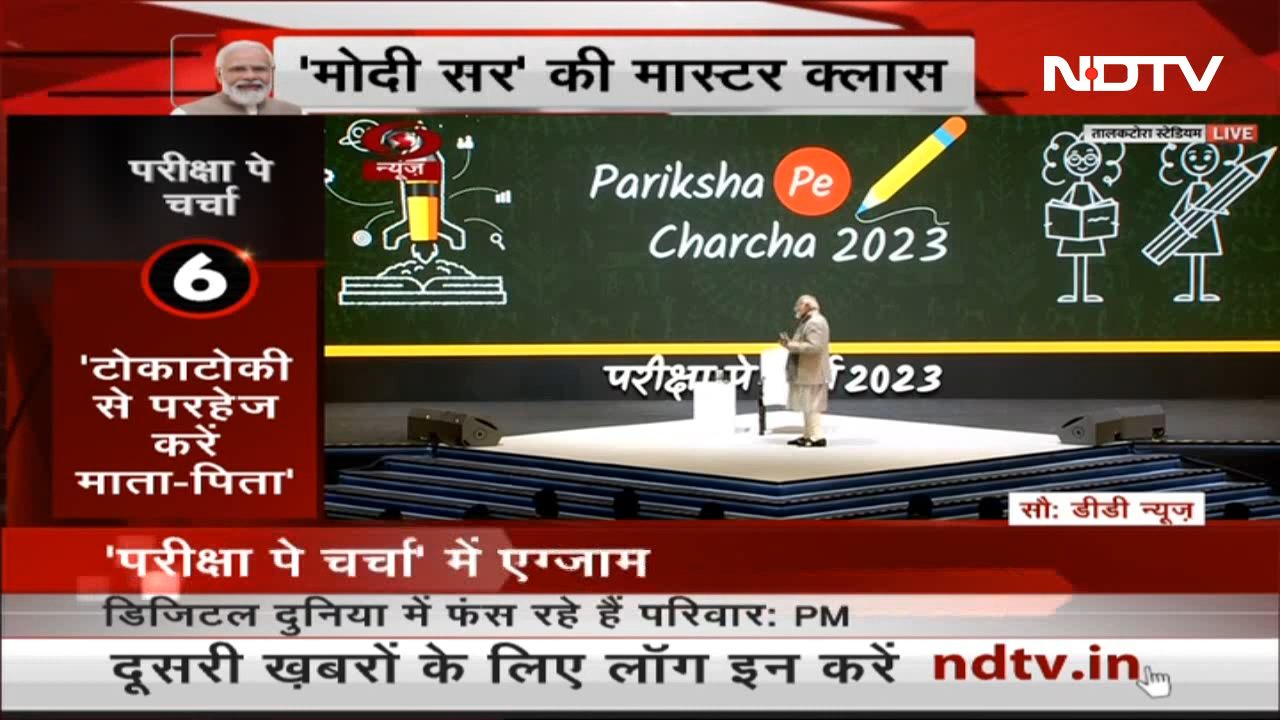 'मोदी सर' की मास्टर क्लास
NDTV
तालकटोरा स्टेडियम LIVE
परीक्षा पे
चर्चा
6
'टोकाटोकी
से परहेज
करें
माता-पिता'
न्यूज़
Pariksha Pe
Charcha 2023
परीक्षा पे 2023
सौ: डीडी न्यूज़
'परीक्षा पे चर्चा' में एग्जाम
डिजिटल दुनिया में फंस रहे हैं परिवार: PM
दूसरी ख़बरों के लिए लॉग इन करें ndtv.in